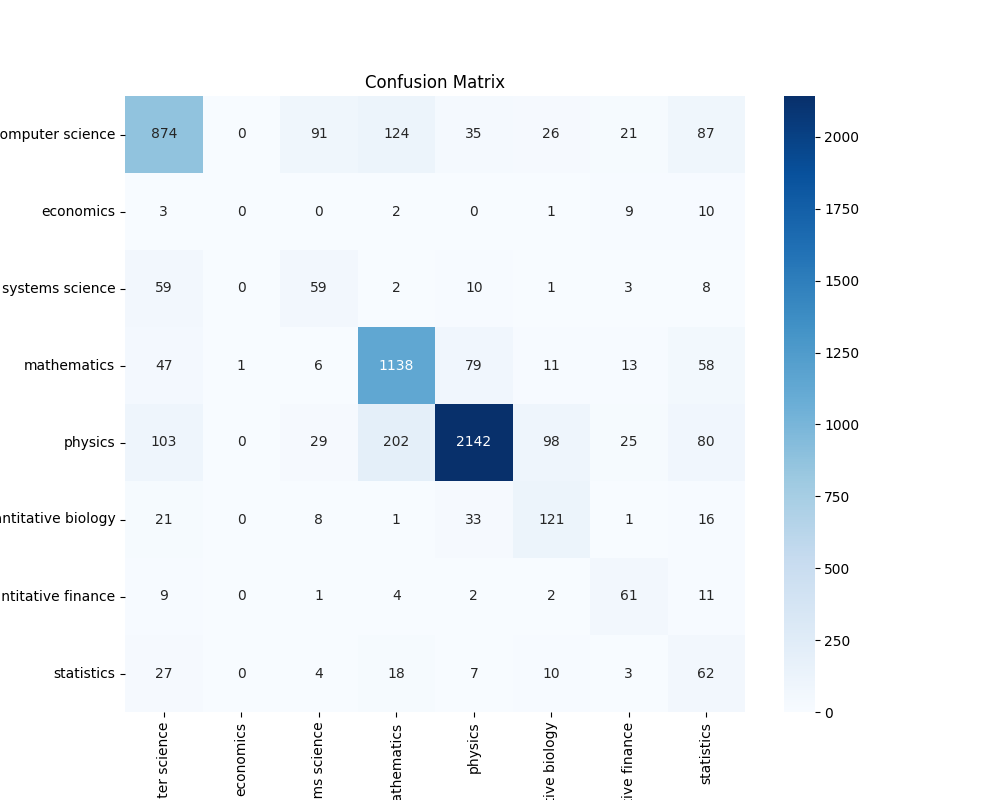 Confusion Matrix
omputer science 874 0 91 124 35 26 21 87
economics 3 0 0 2 0 1 9 10
systems science 59 0 59 2 10 1 3 8
mathematics 47 1 6 1138 79 11 13 58
physics 103 0 29 202 2142 98 25 80
ntitative biology 21 0 8 1 33 121 1 16
ntitative finance 9 0 1 4 2 2 61 11
statistics 27 0 4 18 7 10 3 62
ter science
economics
ms science
athematics
physics
tive biology
tive finance
statistics
2000
1750
1500
1250
1000
750
500
250
0